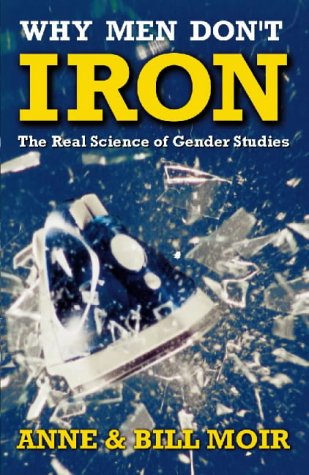 WHY MEN DON'T
IRON
The Real Science of Gender Studies
ANNE & BILL MOIR